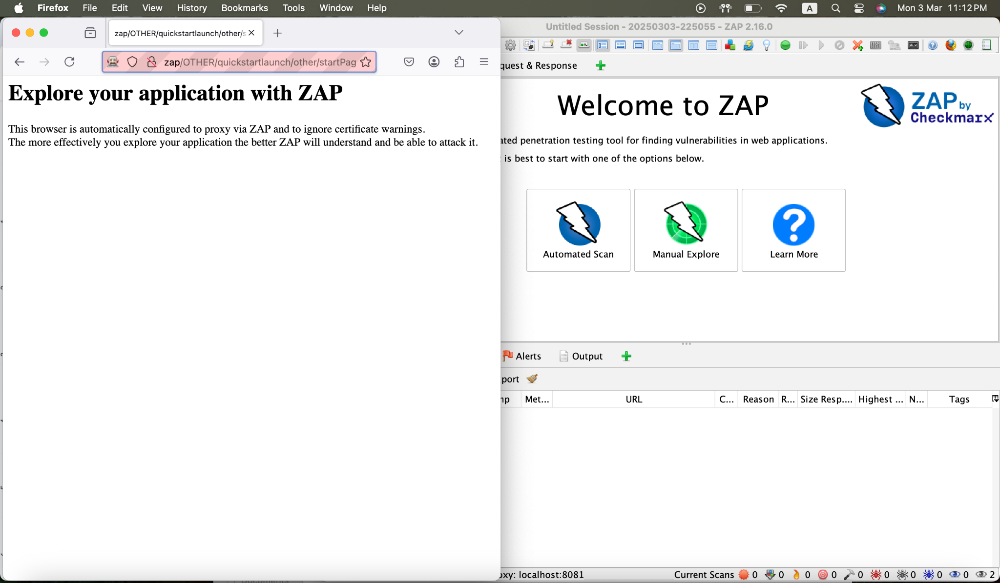 Firefox File Edit View History Bookmarks Tools Window Help A Mon 3 Mar 11:12 PM
zap/OTHER/quickstartlaunch/other/s
Untitled Session - 20250303-225055 - ZAP 2.16.0
zap/OTHER/quickstartlaunch/other/startPag
quest & Response
Explore your application with ZAP
This browser is automatically configured to proxy via ZAP and to ignore certificate warnings.
The more effectively you explore your application the better ZAP will understand and be able to attack it.
Welcome to ZAP
ZAP by
Checkmarx
ated penetration testing tool for finding vulnerabilities in web applications.
is best to start with one of the options below.
Automated Scan Manual Explore Learn More
Alerts Output
port
mp Met... URL C... Reason R... Size Resp.... Highest ... N... Tags
oxy: localhost:8081 Current Scans 0 0 0 0 0 0 0 0 0 2